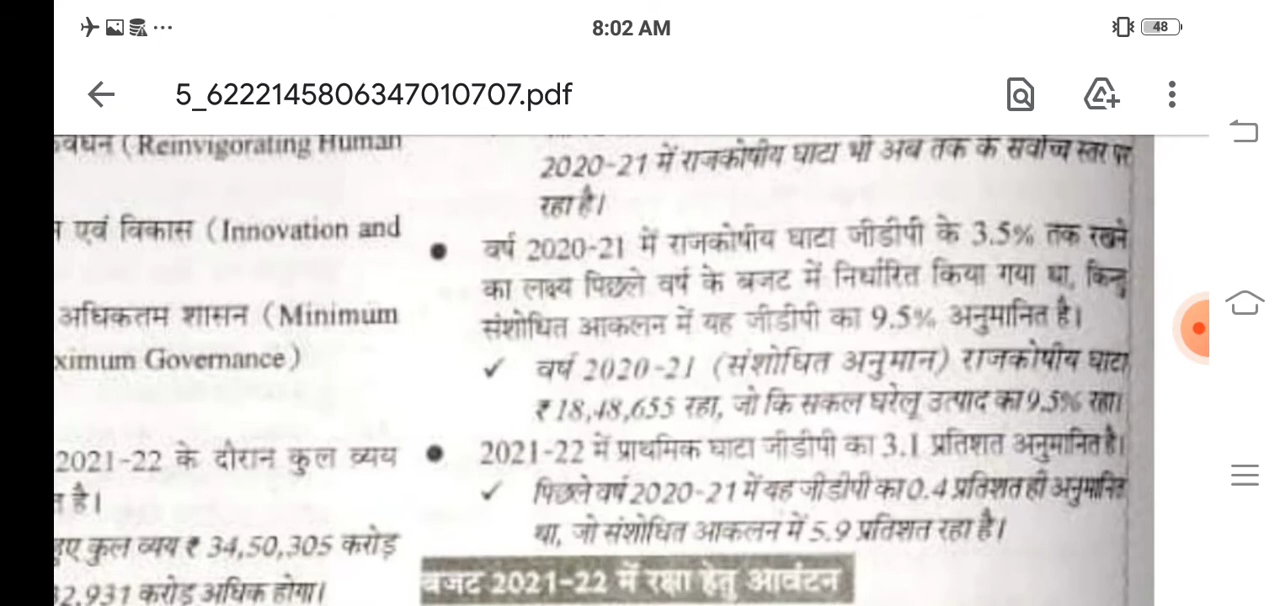 8:02 AM
48
5_6222145806347010707.pdf
(Reinvigorating Human
एवं विकास (Innovation and
अधिकतम शासन (Minimum
ximum Governance)
2021-22 के दौरान कुल व्यय
त है।
हुए कुल व्यय ₹ 34,50,305 करोड़
32,931 करोड़ अधिक होगा।
2020-21 में राजकोषीय घाटा भी अब तक के सर्वोच्च स्तर पर
रहा है।
● वर्ष 2020-21 में राजकोषीय घाटा जीडीपी के 3.5% तक रखने
का लक्ष्य पिछले वर्ष के बजट में निर्धारित किया गया था, किन्तु
संशोधित आकलन में यह जीडीपी का 9.5% अनुमानित है।
✓ वर्ष 2020-21 (संशोधित अनुमान) राजकोषीय घाटा
₹ 18,48,655 रहा, जो कि सकल घरेलू उत्पाद का 9.5% रहा।
● 2021-22 में प्राथमिक घाटा जीडीपी का 3.1 प्रतिशत अनुमानित है।
✓ पिछले वर्ष 2020-21 में यह जीडीपी का 0.4 प्रतिशत ही अनुमानित
था, जो संशोधित आकलन में 5.9 प्रतिशत रहा है।
बजट 2021-22 में रक्षा हेतु आवंटन